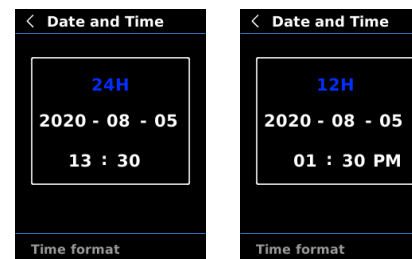 < Date and Time
24H
2020 - 08 - 05
13 : 30
Time format
< Date and Time
12H
2020 - 08 - 05
01 : 30 PM
Time format